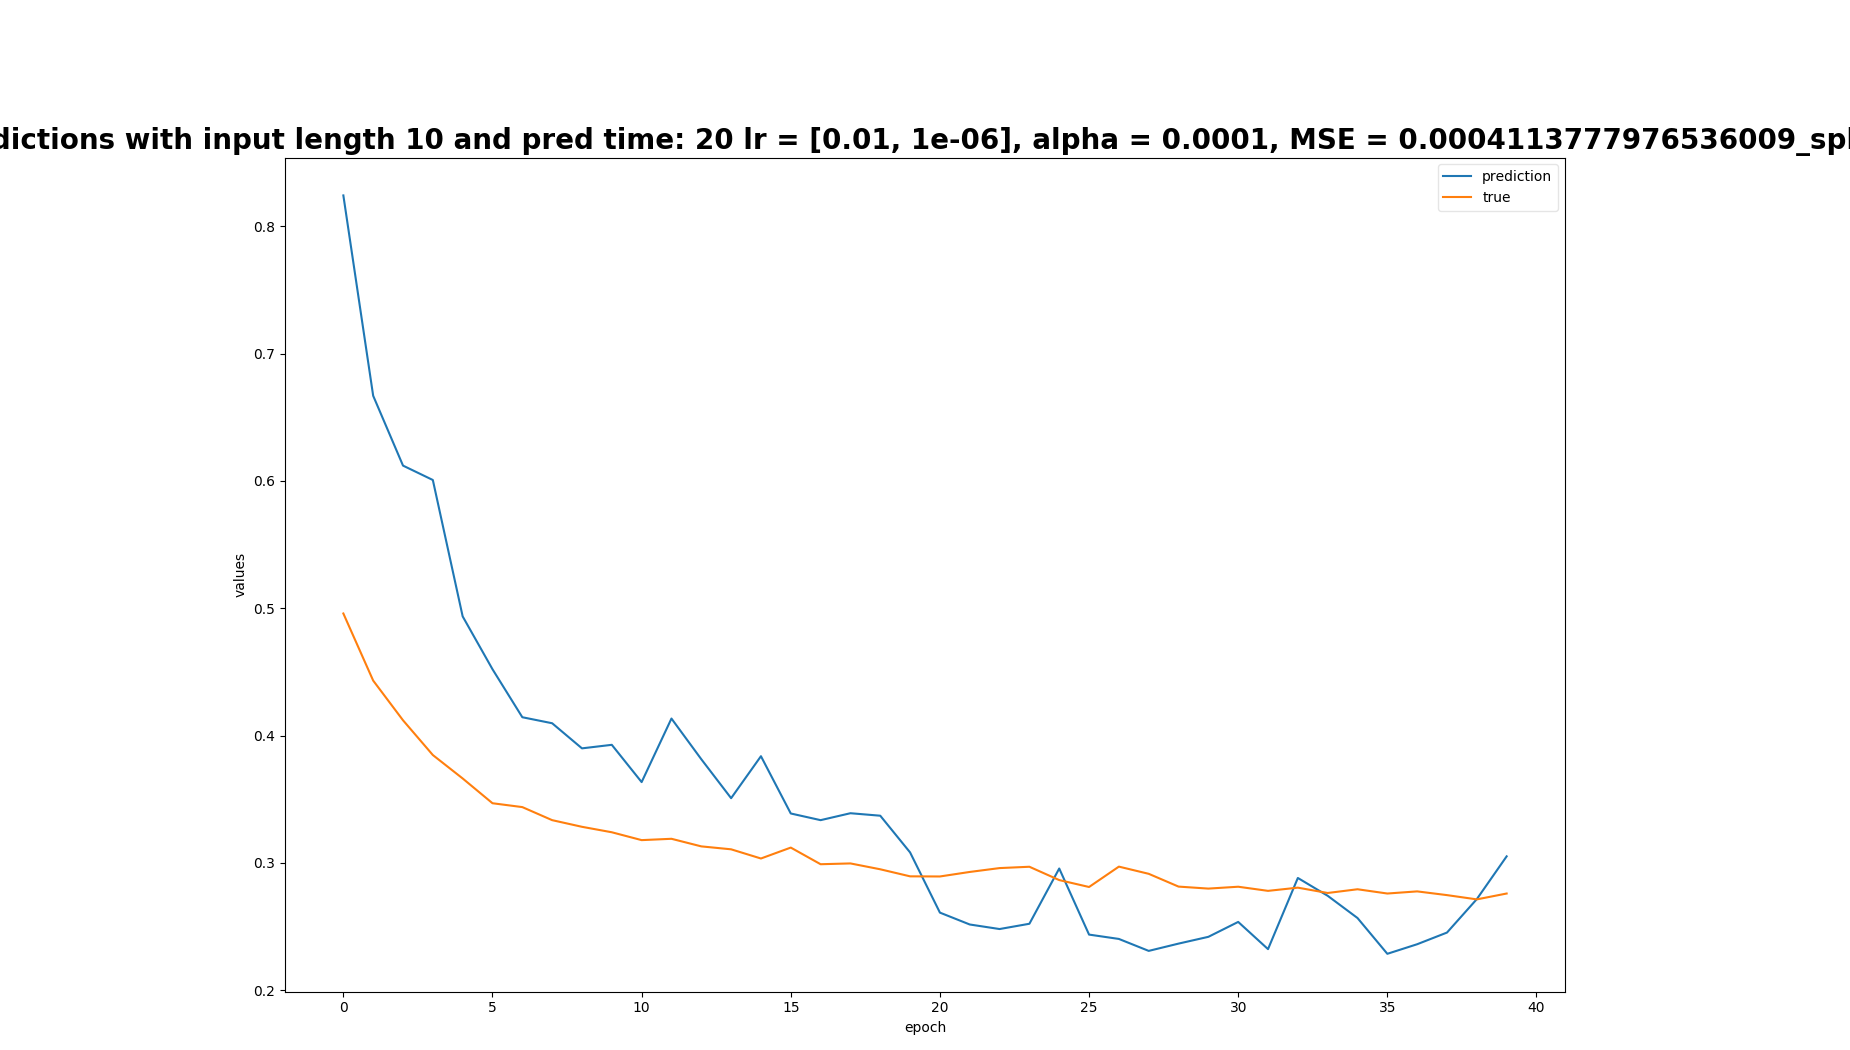 dictions with input length 10 and pred time: 20 lr = [0.01, 1e-06], alpha = 0.0001, MSE = 0.0004113777976536009_spl
prediction
true
0.8
0.7
0.6
0.5
0.4
0.3
0.2
values
0 5 10 15 20 25 30 35 40
epoch